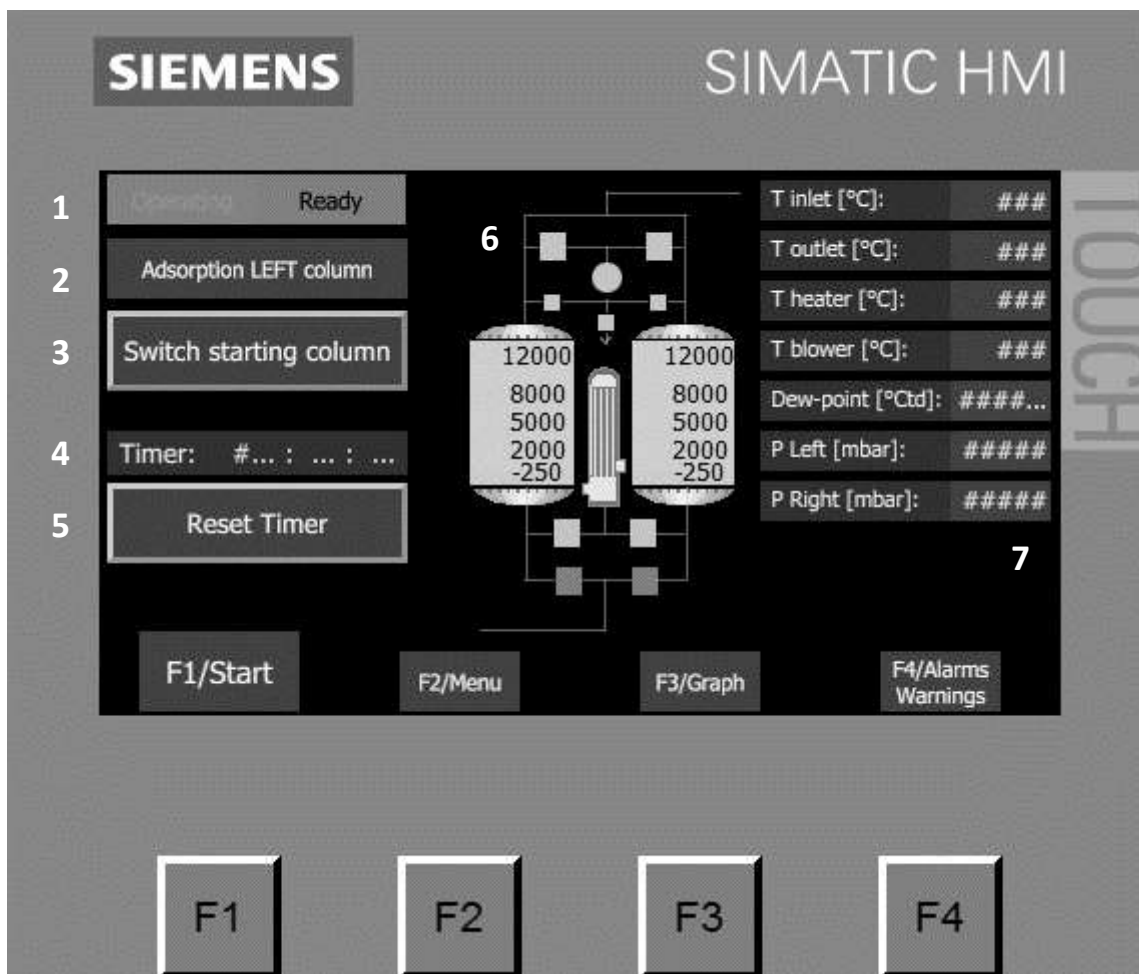 SIEMENS
SIMATIC HMI
TOUCH
1
Operating Ready
2
Adsorption LEFT column
3
Switch starting column
4
Timer: #... : ... : ...
5
Reset Timer
6
12000
8000
5000
2000
-250
12000
8000
5000
2000
-250
T inlet [°C]: ###
T outlet [°C]: ###
T heater [°C]: ###
T blower [°C]: ###
Dew-point [°Ctd]: ####...
P Left [mbar]: #####
P Right [mbar]: #####
7
F1/Start
F2/Menu
F3/Graph
F4/Alarms
Warnings
F1
F2
F3
F4